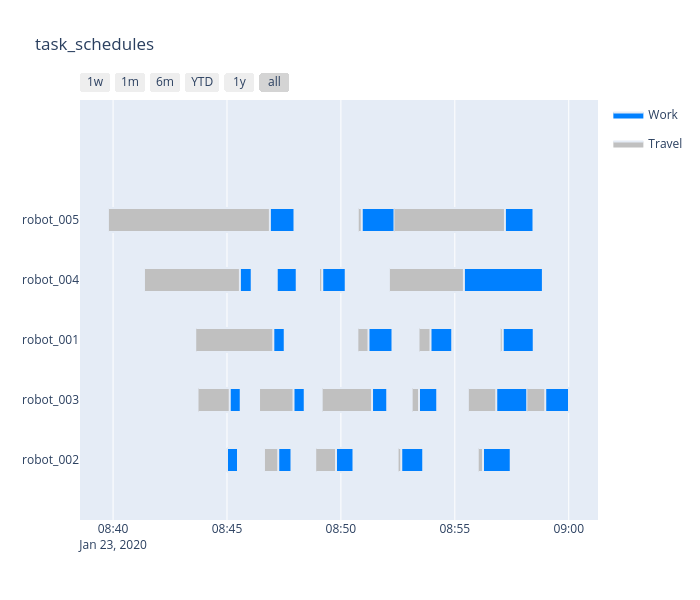 task_schedules
1w 1m 6m YTD 1y all
Work
Travel
robot_005
robot_004
robot_001
robot_003
robot_002
08:40 08:45 08:50 08:55 09:00
Jan 23, 2020